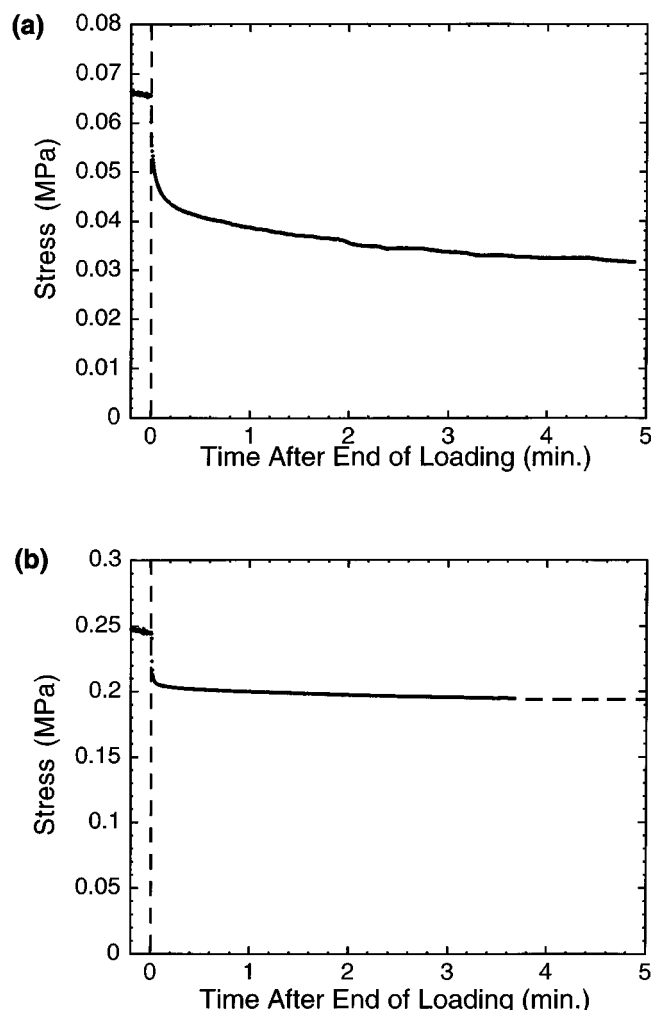 (a)
0.08
0.07
0.06
0.05
0.04
0.03
0.02
0.01
0
Stress (MPa)
0 1 2 3 4 5
Time After End of Loading (min.)
(b)
0.3
0.25
0.2
0.15
0.1
0.05
0
Stress (MPa)
0 1 2 3 4 5
Time After End of Loading (min.)